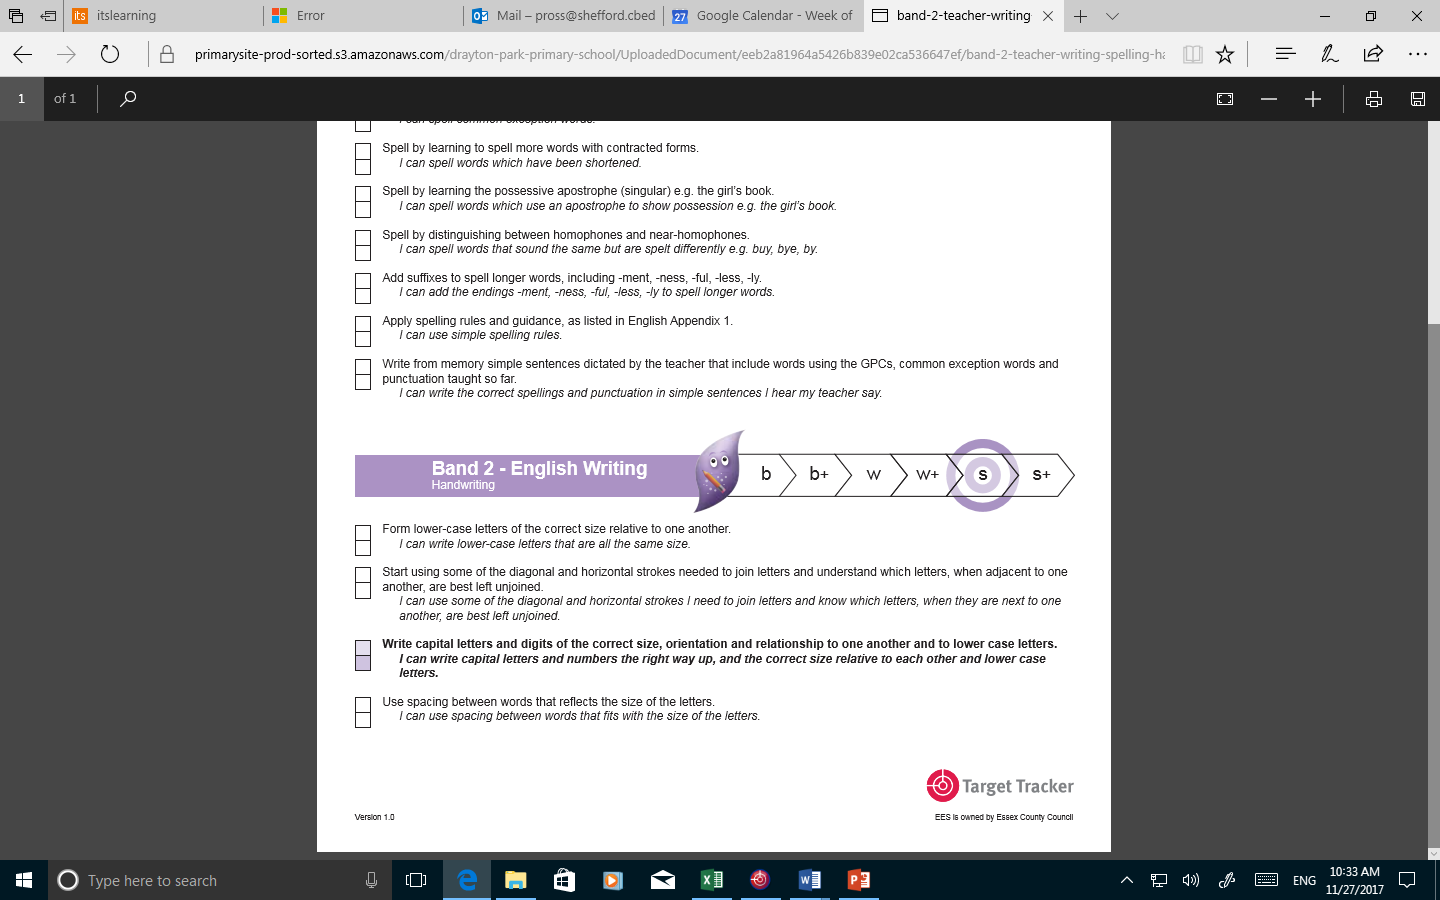 itslearning
Error
Mail – pross@shefford.cbed
27
Google Calendar - Week of
band-2-teacher-writing
primarysite-prod-sorted.s3.amazonaws.com/drayton-park-primary-school/UploadedDocument/eeb2a81964a5426b839e02ca536647ef/band-2-teacher-writing-spelling-ha
1
of 1
I can spell common exception words.
Spell by learning to spell more words with contracted forms.
I can spell words which have been shortened.
Spell by learning the possessive apostrophe (singular) e.g. the girl's book.
I can spell words which use an apostrophe to show possession e.g. the girl's book.
Spell by distinguishing between homophones and near-homophones.
I can spell words that sound the same but are spelt differently e.g. buy, bye, by.
Add suffixes to spell longer words, including -ment, -ness, -ful, -less, -ly.
I can add the endings -ment, -ness, -ful, -less, -ly to spell longer words.
Apply spelling rules and guidance, as listed in English Appendix 1.
I can use simple spelling rules.
Write from memory simple sentences dictated by the teacher that include words using the GPCs, common exception words and
punctuation taught so far.
I can write the correct spellings and punctuation in simple sentences I hear my teacher say.
Band 2 - English Writing
Handwriting
b b+ w w+ s s+
Form lower-case letters of the correct size relative to one another.
I can write lower-case letters that are all the same size.
Start using some of the diagonal and horizontal strokes needed to join letters and understand which letters, when adjacent to one
another, are best left unjoined.
I can use some of the diagonal and horizontal strokes I need to join letters and know which letters, when they are next to one
another, are best left unjoined.
Write capital letters and digits of the correct size, orientation and relationship to one another and to lower case letters.
I can write capital letters and numbers the right way up, and the correct size relative to each other and lower case
letters.
Use spacing between words that reflects the size of the letters.
I can use spacing between words that fits with the size of the letters.
Target Tracker
Version 1.0
EES is owned by Essex County Council
Type here to search
ENG
10:33 AM
11/27/2017